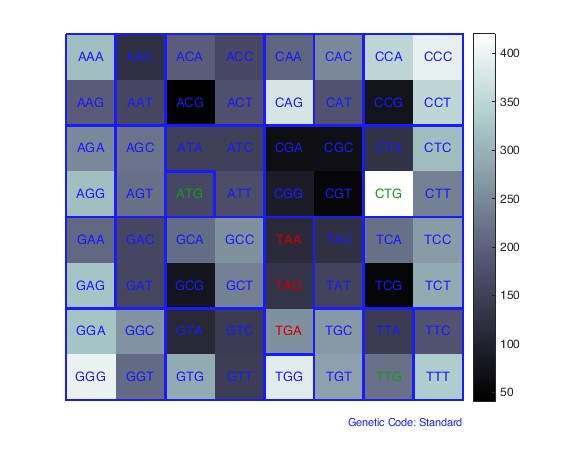 AAA AAC ACA ACC CAA CAC CCA CCC
AAG AAT ACG ACT CAG CAT CCG CCT
AGA AGC ATA ATC CGA CGC CTA CTC
AGG AGT ATG ATT CGG CGT CTG CTT
GAA GAC GCA GCC TAA TAC TCA TCC
GAG GAT GCG GCT TAG TAT TCG TCT
GGA GGC GTA GTC TGA TGC TTA TTC
GGG GGT GTG GTT TGG TGT TTG TTT
400
350
300
250
200
150
100
50
Genetic Code: Standard